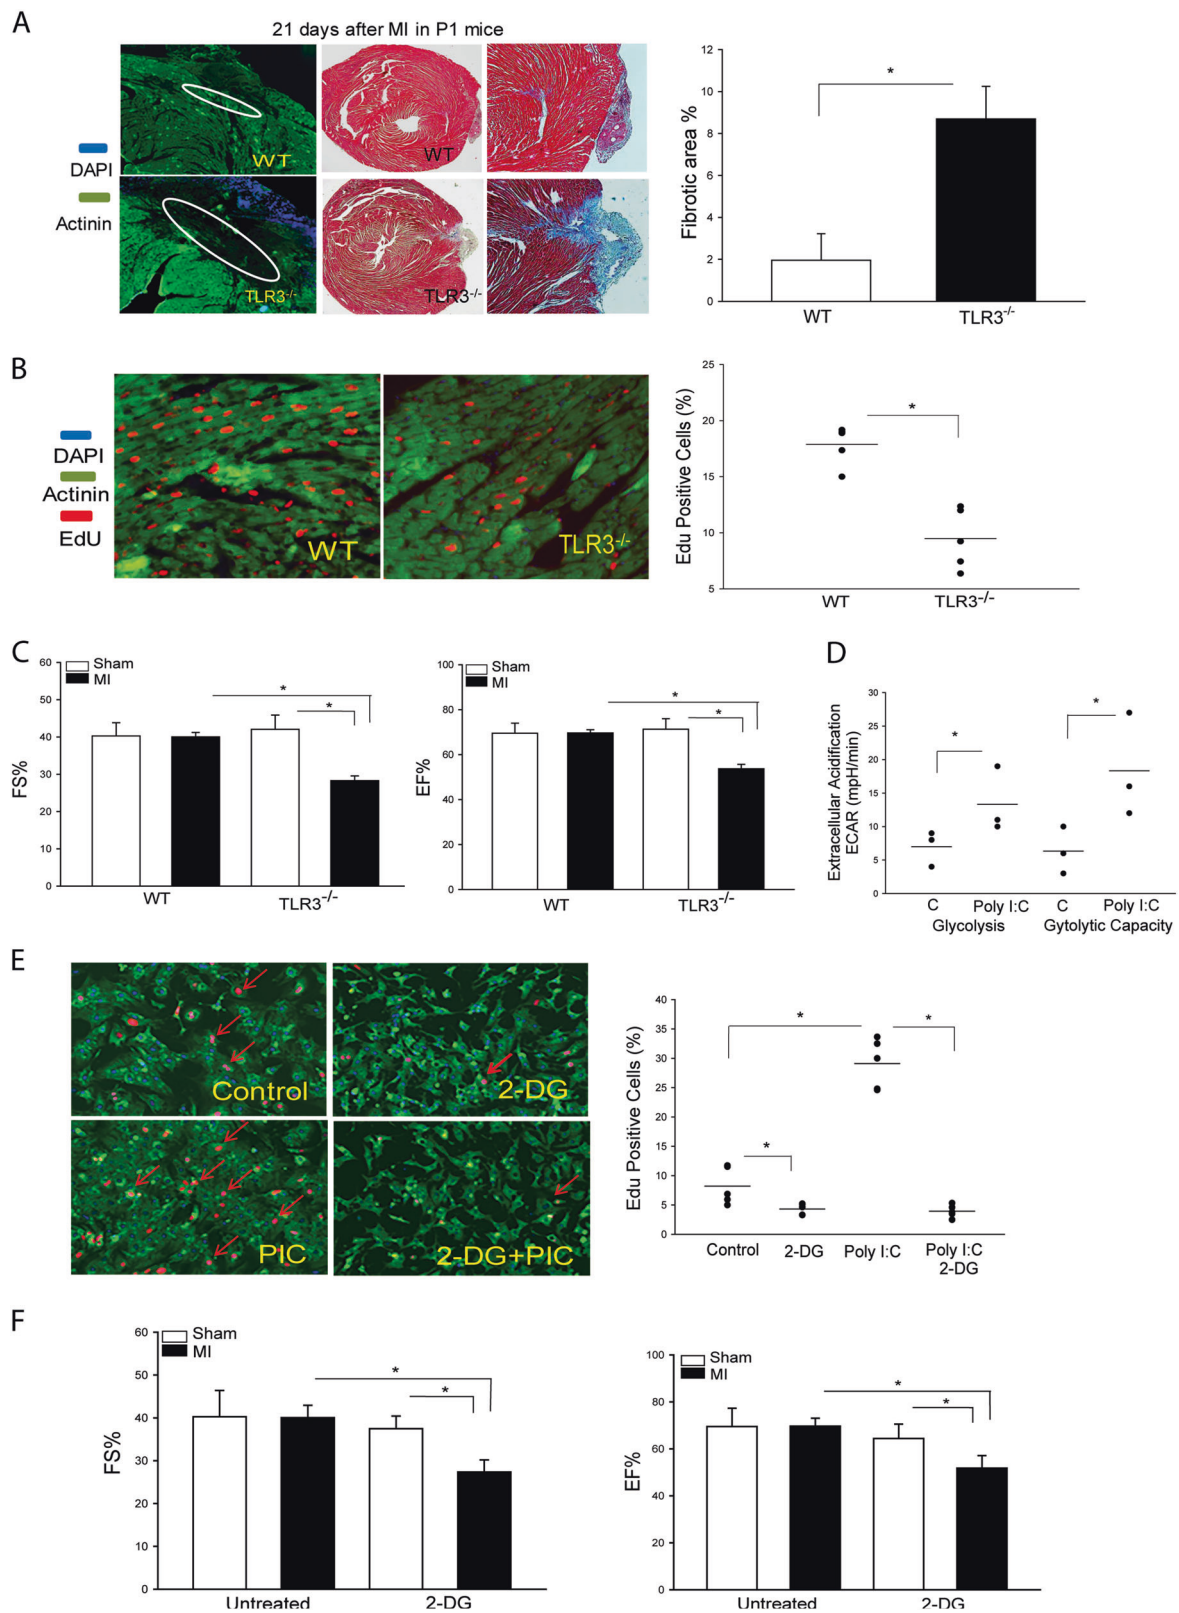 A
21 days after MI in P1 mice
DAPI
Actinin
WT
WT
TLR3-/-
TLR3-/-
Fibrotic area %
12
10
8
6
4
2
0
*
WT
TLR3-/-
B
DAPI
Actinin
EdU
WT
TLR3-/-
Edu Positive Cells (%)
25
20
15
10
5
*
WT
TLR3-/-
C
Sham
MI
FS%
60
50
40
30
20
10
0
*
*
WT
TLR3-/-
Sham
MI
EF%
100
80
60
40
20
0
*
*
WT
TLR3-/-
D
Extracellular Acidification
ECAR (mpH/min)
30
25
20
15
10
5
0
*
*
C Poly I:C C Poly I:C
Glycolysis Gytolytic Capacity
E
Control
2-DG
PIC
2-DG+PIC
Edu Positive Cells (%)
40
35
30
25
20
15
10
5
0
*
*
*
Control 2-DG Poly I:C Poly I:C
2-DG
F
Sham
MI
FS%
60
50
40
30
20
10
0
*
*
Untreated 2-DG
Sham
MI
EF%
100
80
60
40
20
0
*
*
Untreated 2-DG